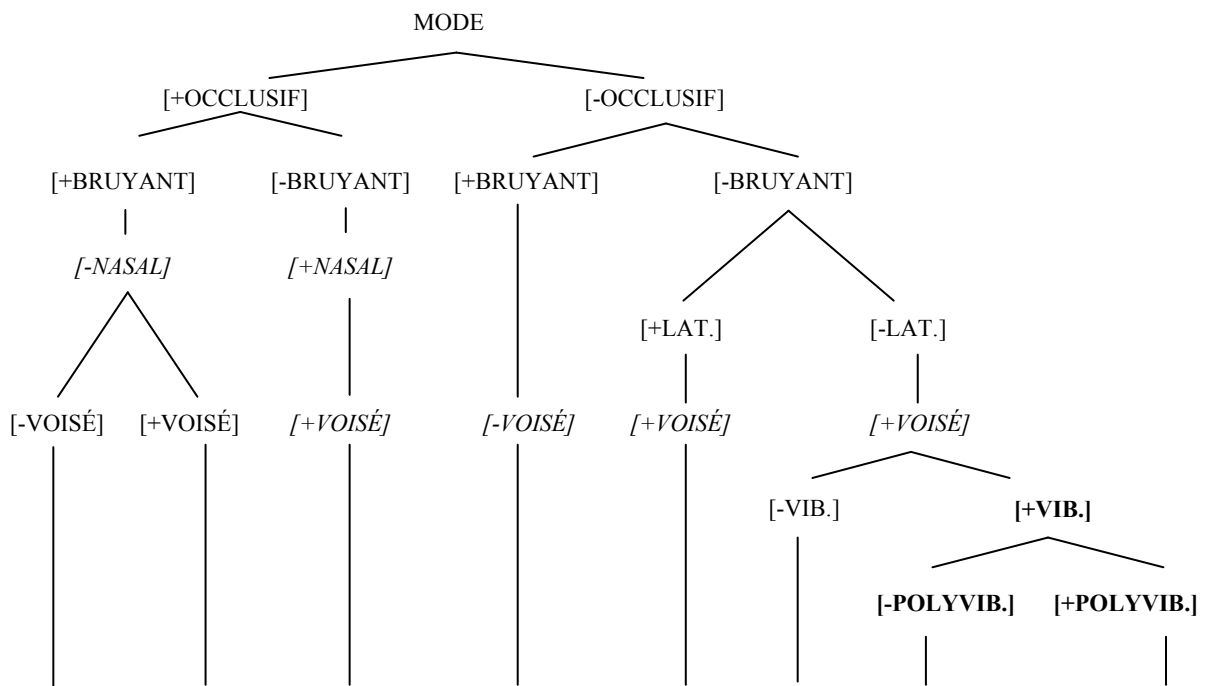 MODE
[+OCCLUSIF] [-OCCLUSIF]
[+BRUYANT] [-BRUYANT] [+BRUYANT] [-BRUYANT]
[-NASAL] [+NASAL]
[+LAT.] [-LAT.]
[-VOISÉ] [+VOISÉ] [+VOISÉ] [-VOISÉ] [+VOISÉ] [+VOISÉ]
[-VIB.] [+VIB.]
[-POLYVIB.] [+POLYVIB.]